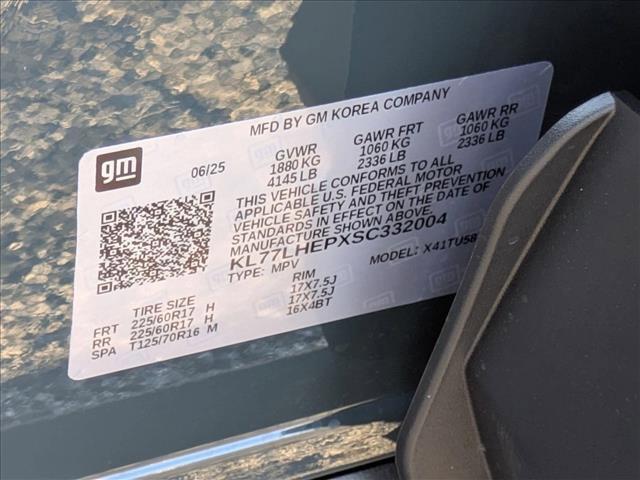 MFD BY GM KOREA COMPANY
gm
06/25 GVWR GAWR FRT GAWR RR
1880 KG 1060 KG 1060 KG
4145 LB 2336 LB 2336 LB
THIS VEHICLE CONFORMS TO ALL
APPLICABLE U.S. FEDERAL MOTOR
VEHICLE SAFETY AND THEFT PREVENTION
STANDARDS IN EFFECT ON THE DATE OF
MANUFACTURE SHOWN ABOVE.
KL77LHEPXSC332004
TYPE: MPV MODEL: X41TU58
TIRE SIZE RIM
FRT 225/60R17 H 17X7.5J
RR 225/60R17 H 17X7.5J
SPA T125/70R16 M 16X4BT